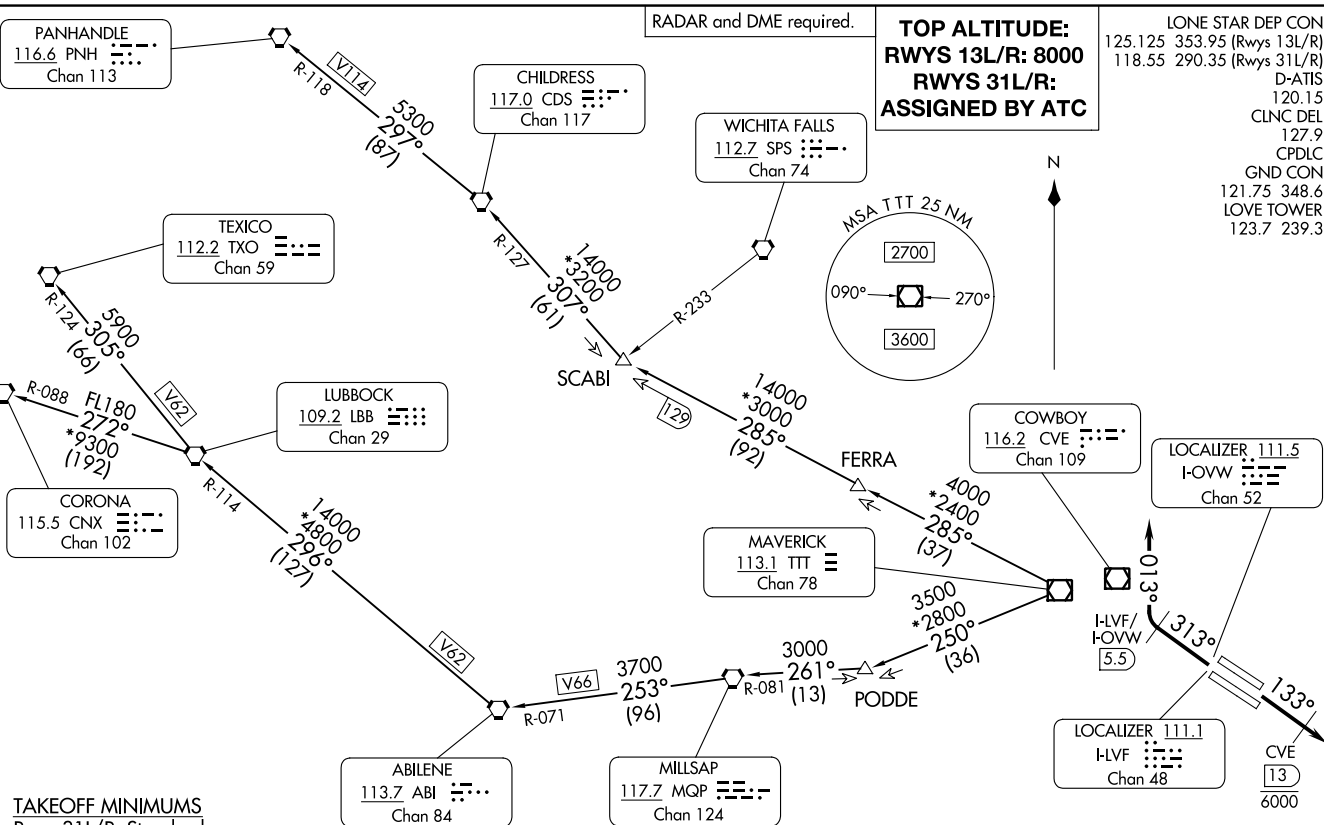 RADAR and DME required.
TOP ALTITUDE:
RWYS 13L/R: 8000
RWYS 31L/R:
ASSIGNED BY ATC
LONE STAR DEP CON
125.125 353.95 (Rwys 13L/R)
118.55 290.35 (Rwys 31L/R)
D-ATIS
120.15
CLNC DEL
127.9
CPDLC
GND CON
121.75 348.6
LOVE TOWER
123.7 239.3
PANHANDLE
116.6 PNH
Chan 113
R-118
V114
5300
297°
(87)
CHILDRESS
117.0 CDS
Chan 117
WICHITA FALLS
112.7 SPS
Chan 74
N
MSA TTT 25 NM
2700
090°
270°
3600
TEXICO
112.2 TXO
Chan 59
R-124
5900
305°
(66)
V62
R-127
14000
*3200
307°
(61)
R-233
SCABI
129
R-088
FL180
272°
*9300
(192)
LUBBOCK
109.2 LBB
Chan 29
CORONA
115.5 CNX
Chan 102
R-114
14000
*4800
296°
(127)
V62
14000
*3000
285°
(92)
FERRA
4000
*2400
285°
(37)
COWBOY
116.2 CVE
Chan 109
LOCALIZER 111.5
I-OVW
Chan 52
MAVERICK
113.1 TTT
Chan 78
013°
I-LVF/
I-OVW
5.5
313°
133°
3500
*2800
250°
(36)
PODDE
3000
261°
(13)
R-081
V66
3700
253°
(96)
R-071
ABILENE
113.7 ABI
Chan 84
MILLSAP
117.7 MQP
Chan 124
LOCALIZER 111.1
I-LVF
Chan 48
CVE
13
6000
TAKEOFF MINIMUMS